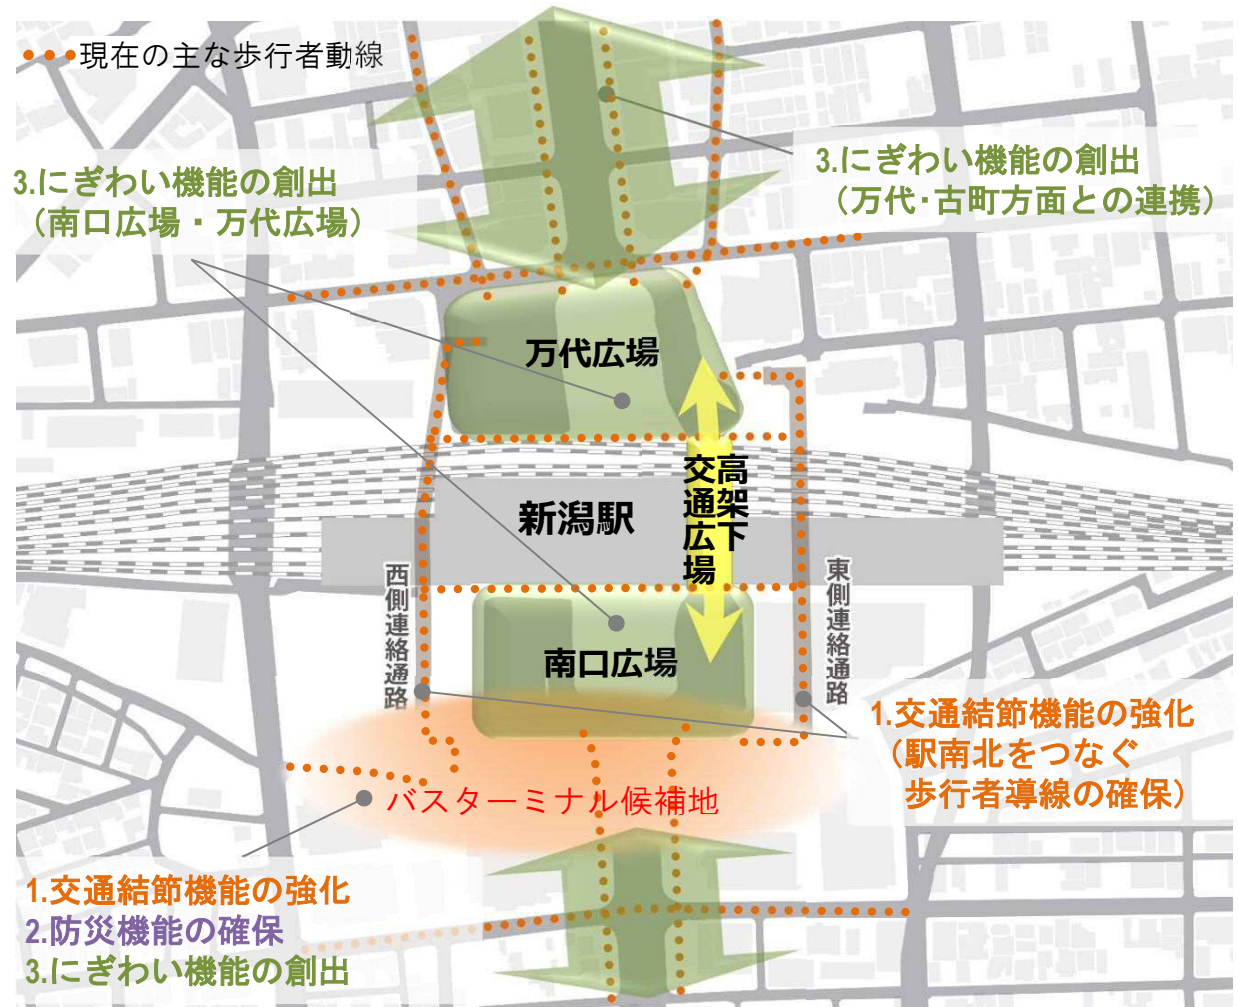 現在の主な歩行者動線
3.にぎわい機能の創出
（南口広場・万代広場）
3.にぎわい機能の創出
（万代・古町方面との連携）
万代広場
新潟駅
高架下
交通広場
西側連絡通路
東側連絡通路
南口広場
1.交通結節機能の強化
（駅南北をつなぐ
歩行者導線の確保）
バスターミナル候補地
1.交通結節機能の強化
2.防災機能の確保
3.にぎわい機能の創出